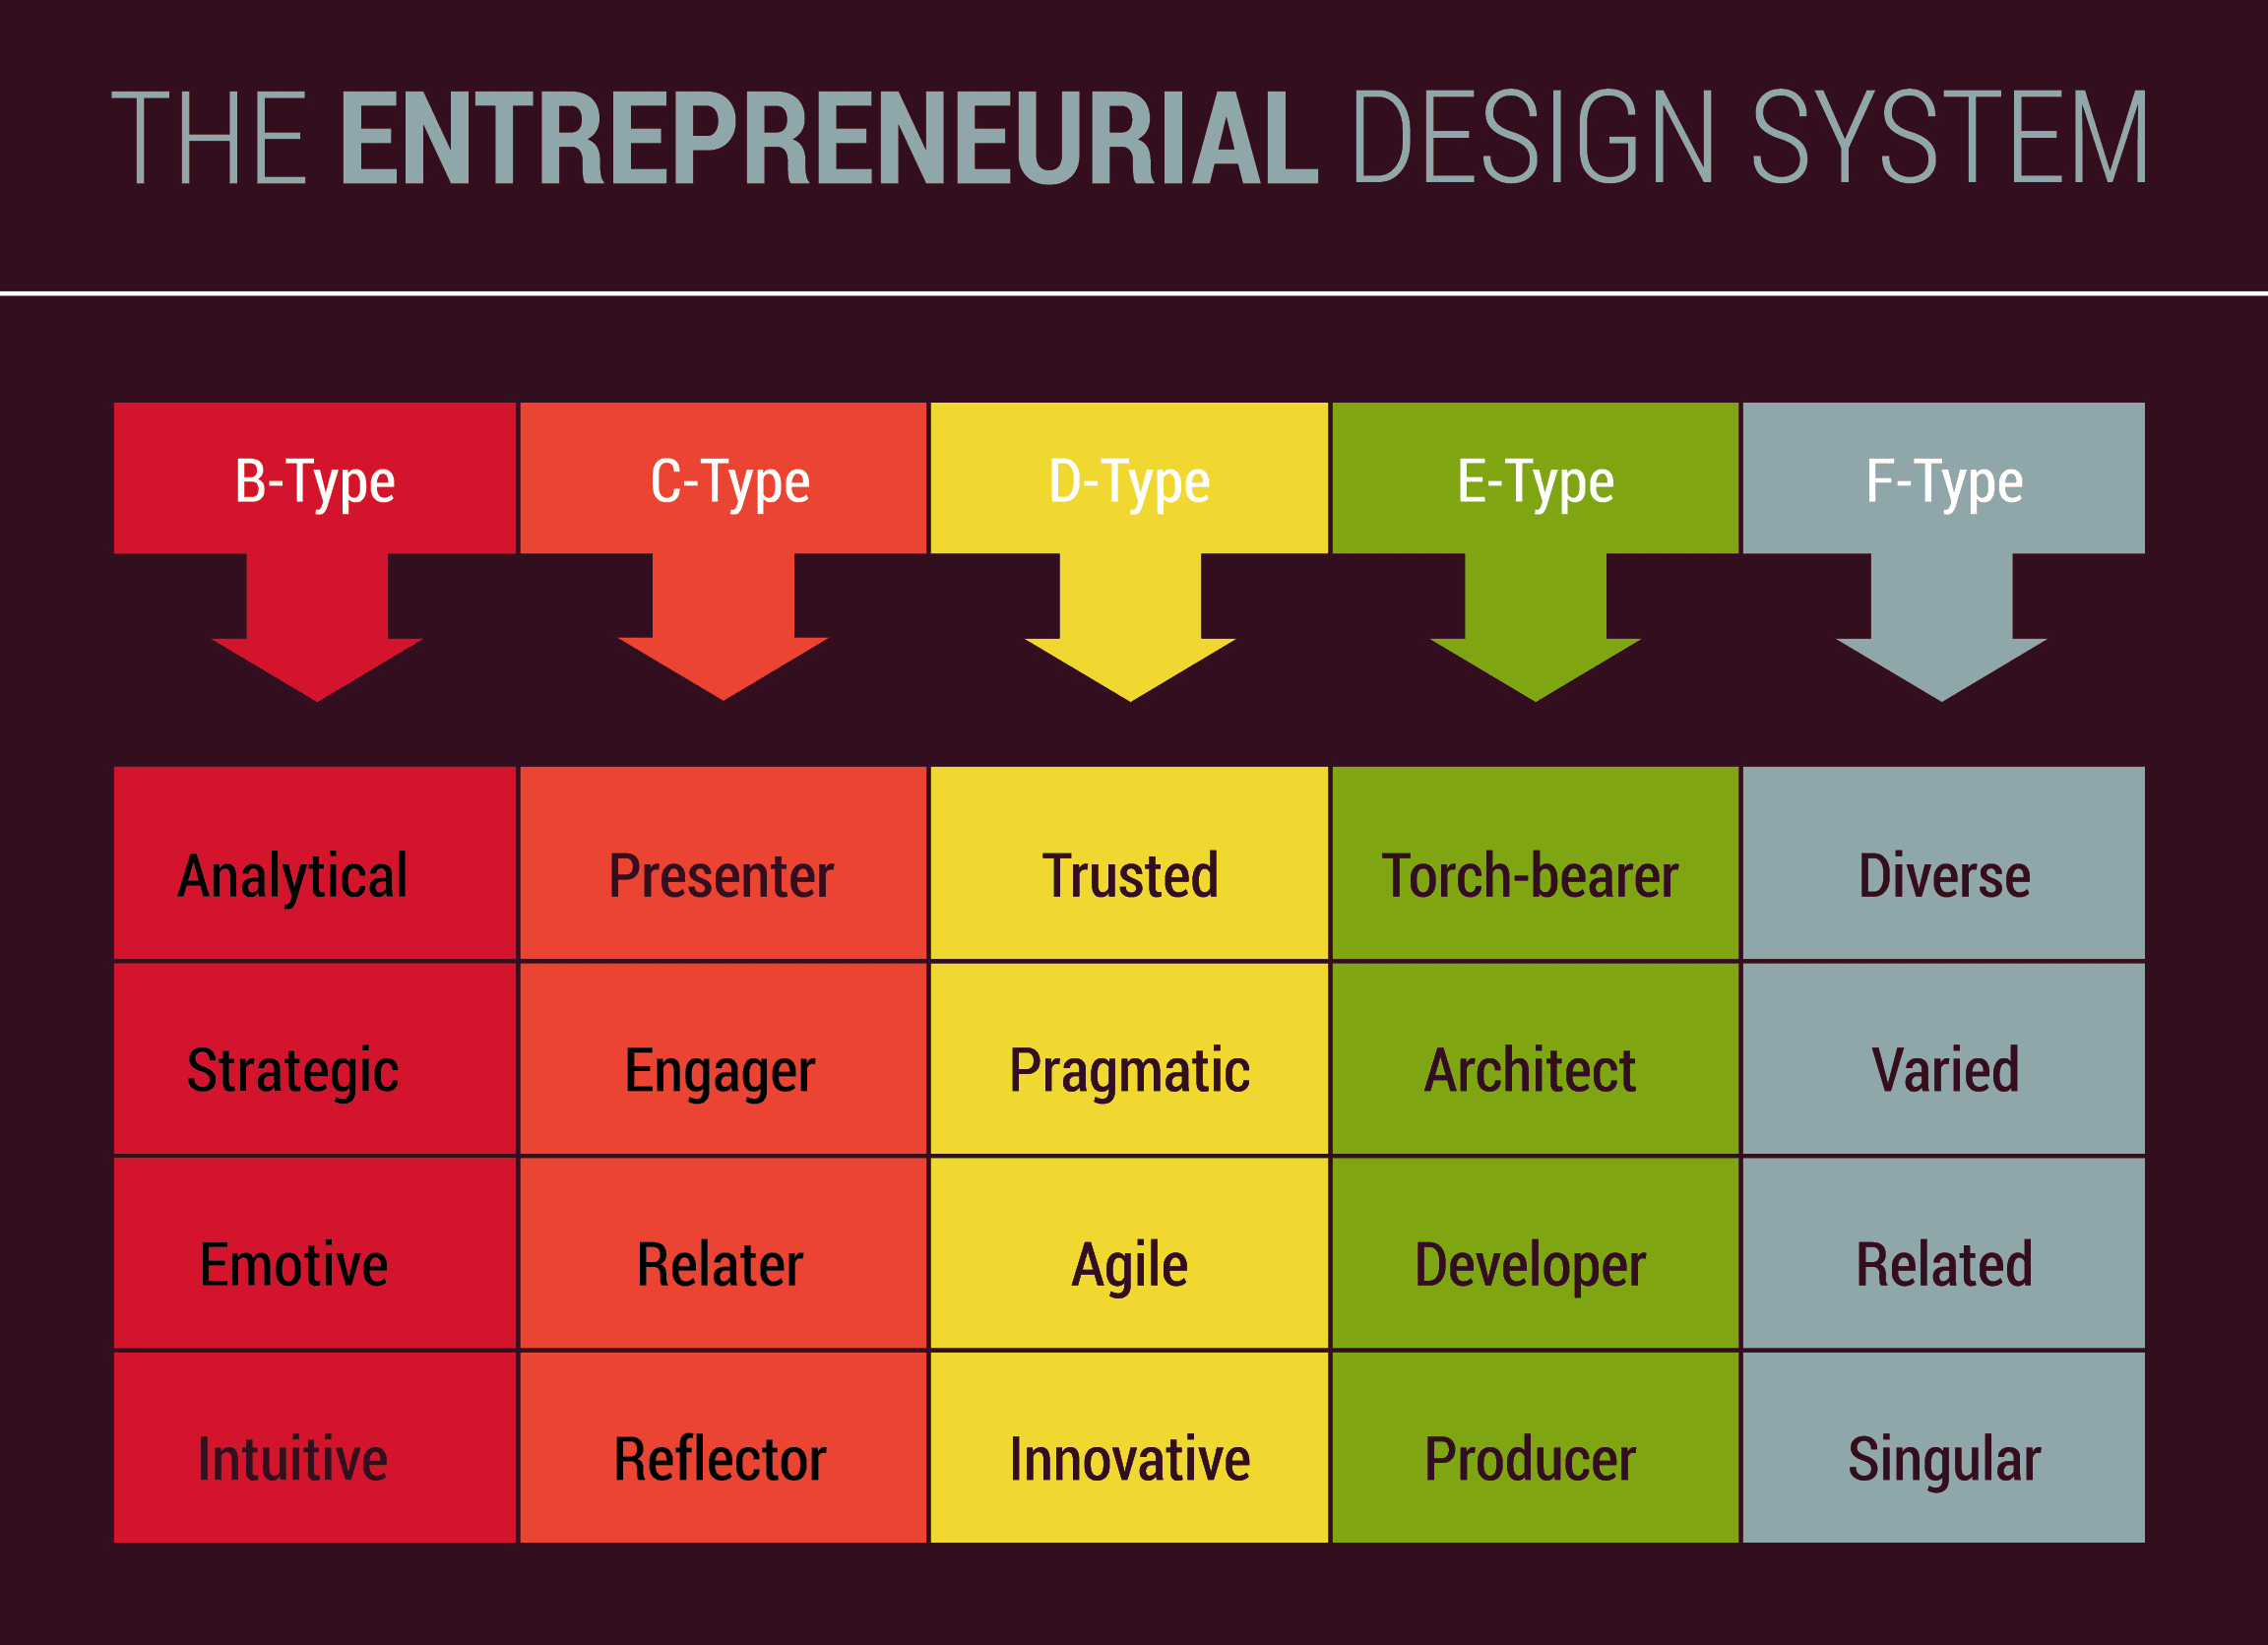 THE ENTREPRENEURIAL DESIGN SYSTEM
B-Type C-Type D-Type E-Type F-Type
Analytical Presenter Trusted Torch-bearer Diverse
Strategic Engager Pragmatic Architect Varied
Emotive Relater Agile Developer Related
Intuitive Reflector Innovative Producer Singular